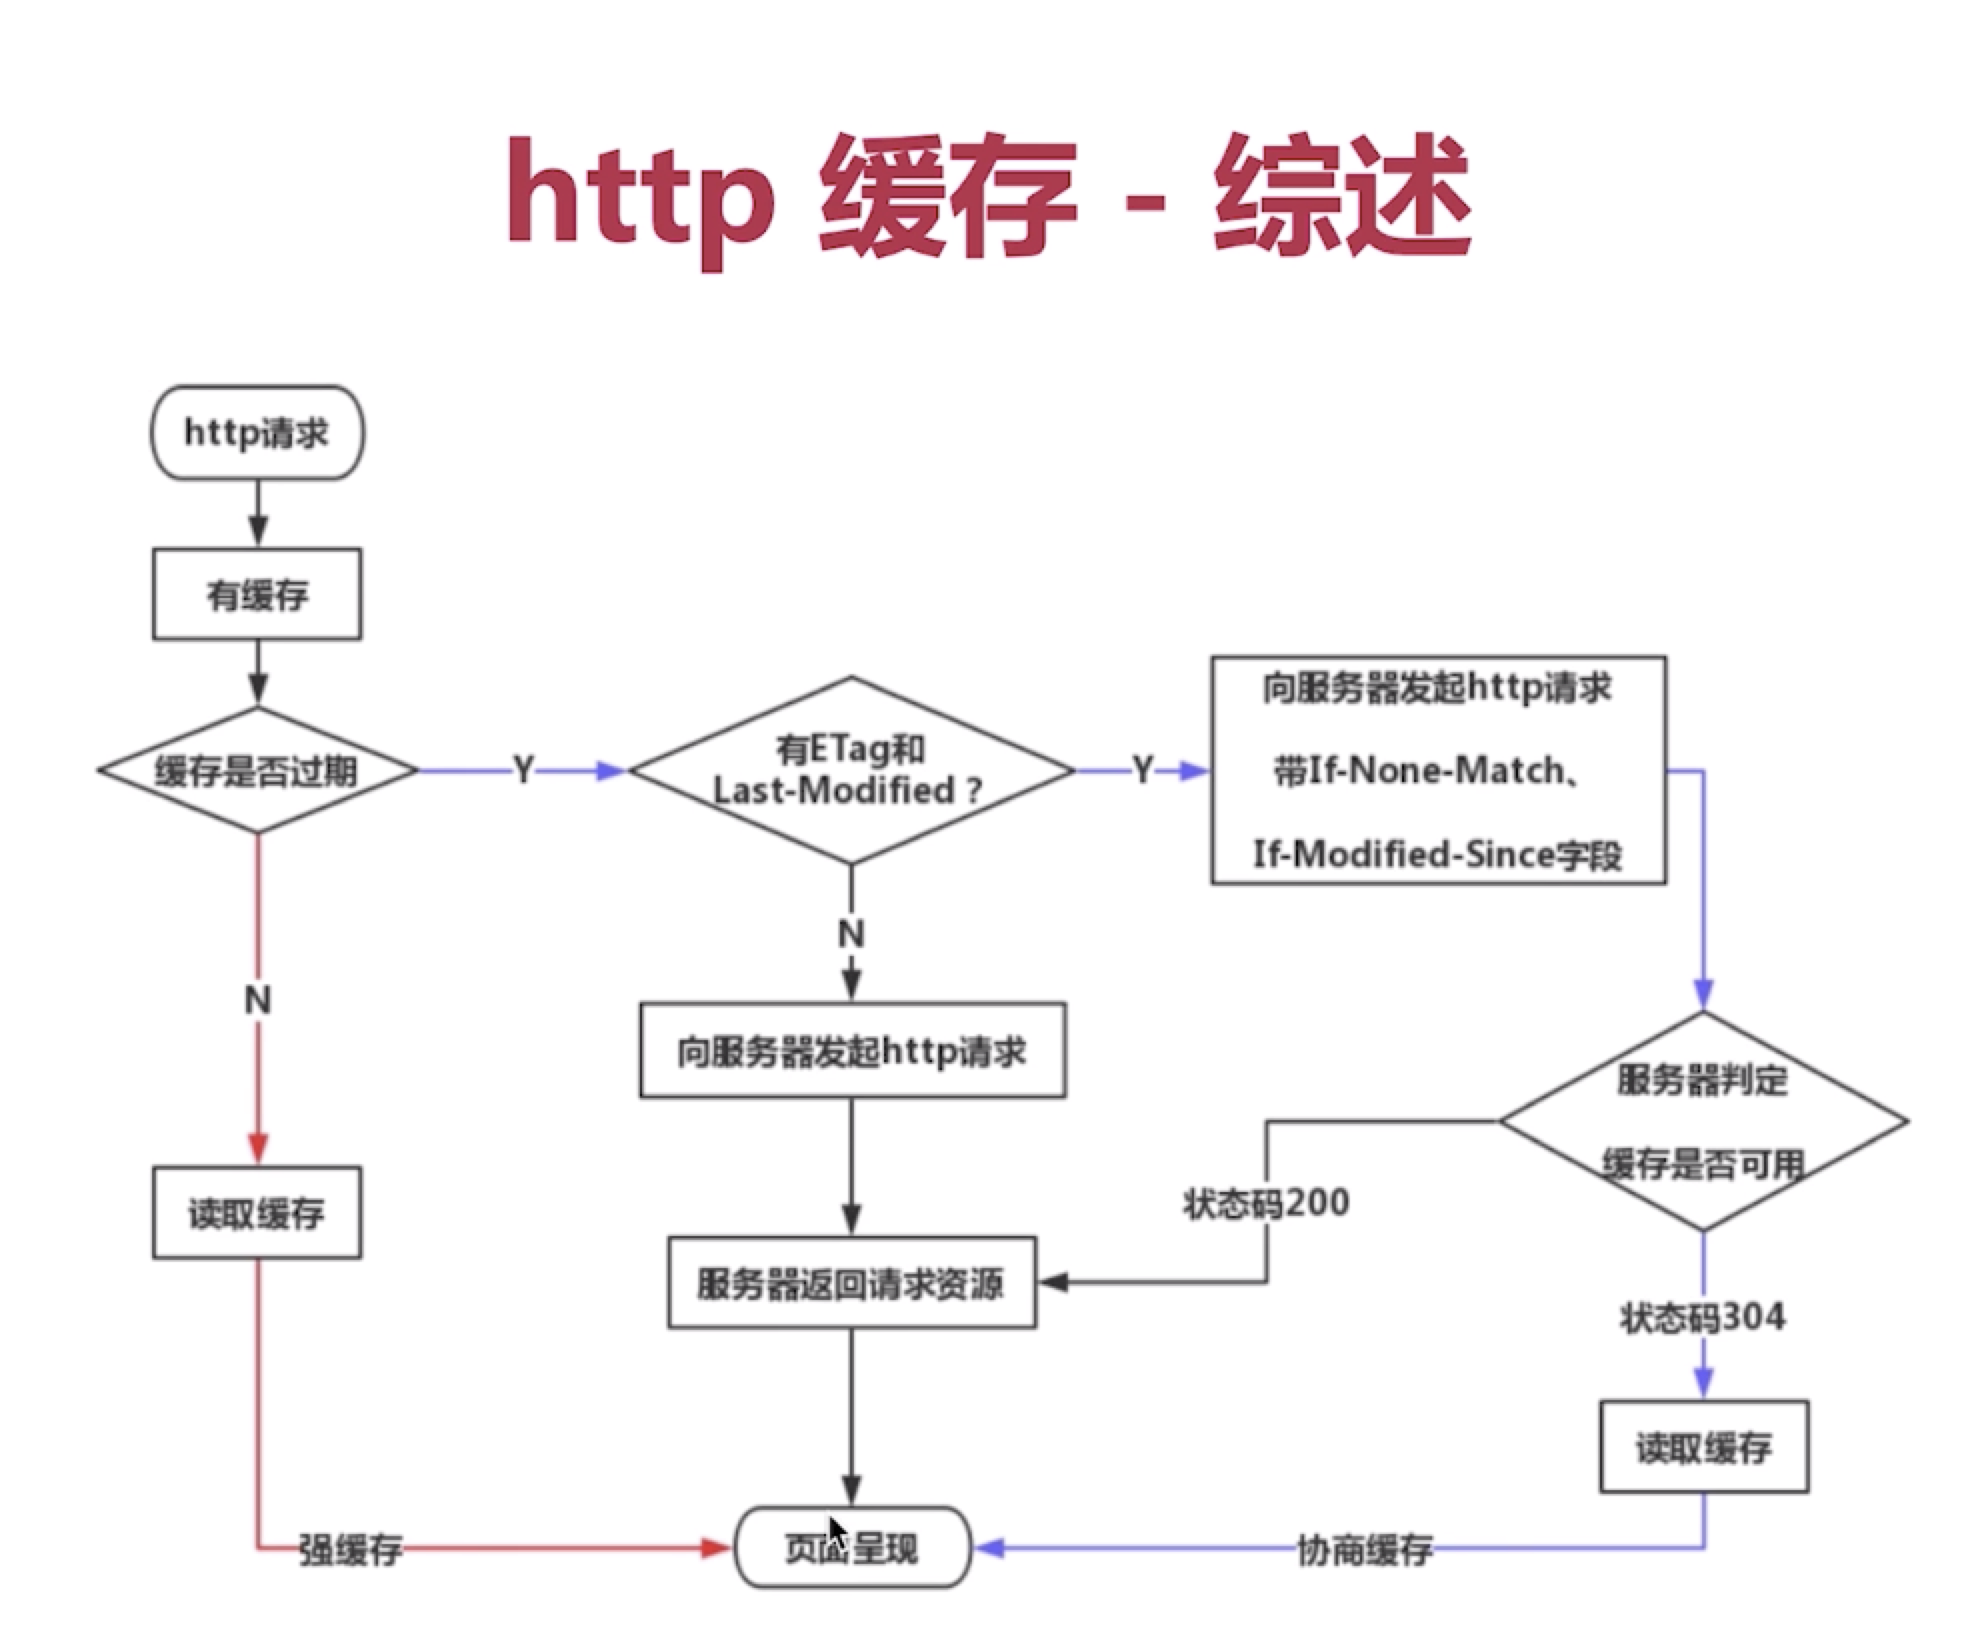 http 缓存 - 综述
http请求
有缓存
缓存是否过期
Y
有ETag和
Last-Modified？
Y
向服务器发起http请求
带If-None-Match、
If-Modified-Since字段
N
N
向服务器发起http请求
服务器判定
缓存是否可用
状态码200
读取缓存
服务器返回请求资源
状态码304
读取缓存
强缓存
页面呈现
协商缓存